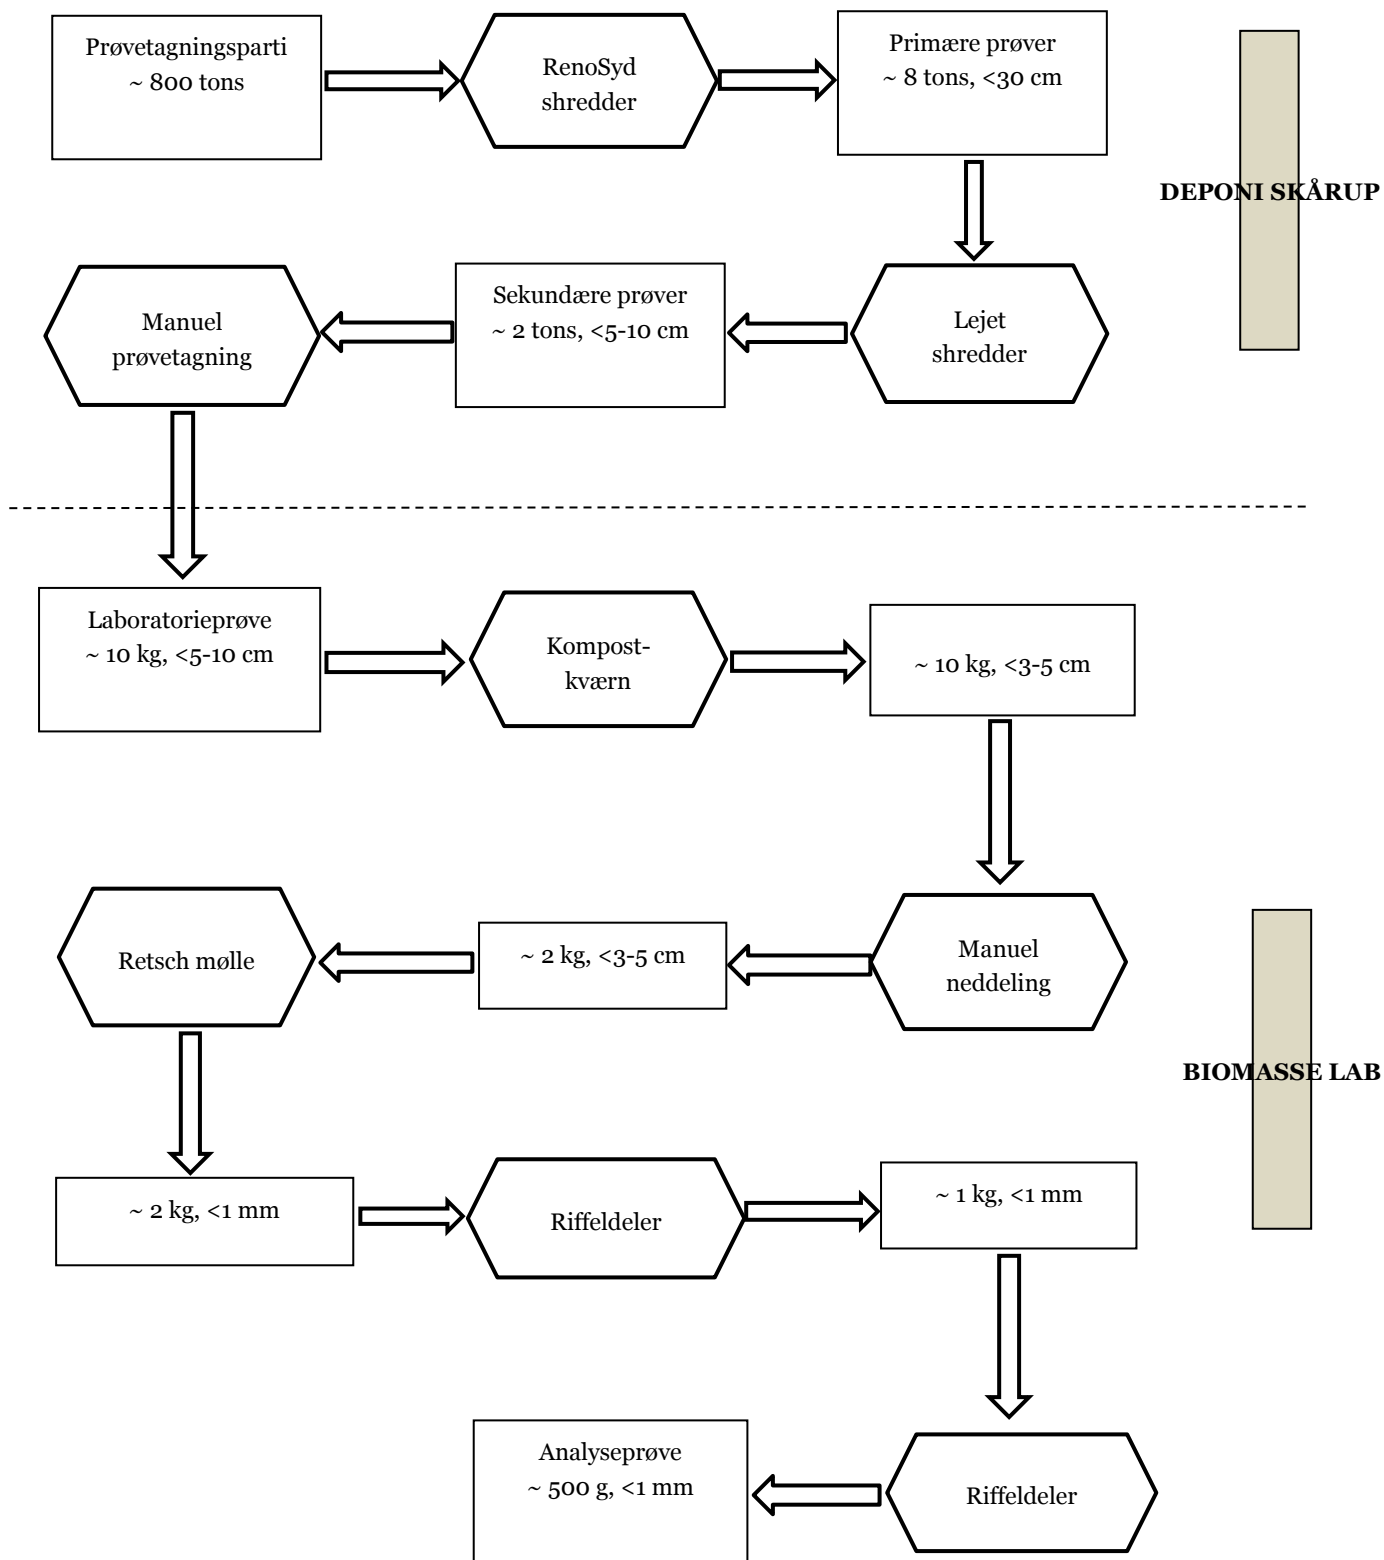 Prøvetagningsparti
~ 800 tons
RenoSyd
shredder
Primære prøver
~ 8 tons, <30 cm
DEPONI SKÅRUP
Manuel
prøvetagning
Sekundære prøver
~ 2 tons, <5-10 cm
Lejet
shredder
Laboratorieprøve
~ 10 kg, <5-10 cm
Kompost-
kværn
~ 10 kg, <3-5 cm
Retsch mølle
~ 2 kg, <3-5 cm
Manuel
neddeling
BIOMASSE LAB
~ 2 kg, <1 mm
Riffeldeler
~ 1 kg, <1 mm
Analyseprøve
~ 500 g, <1 mm
Riffeldeler